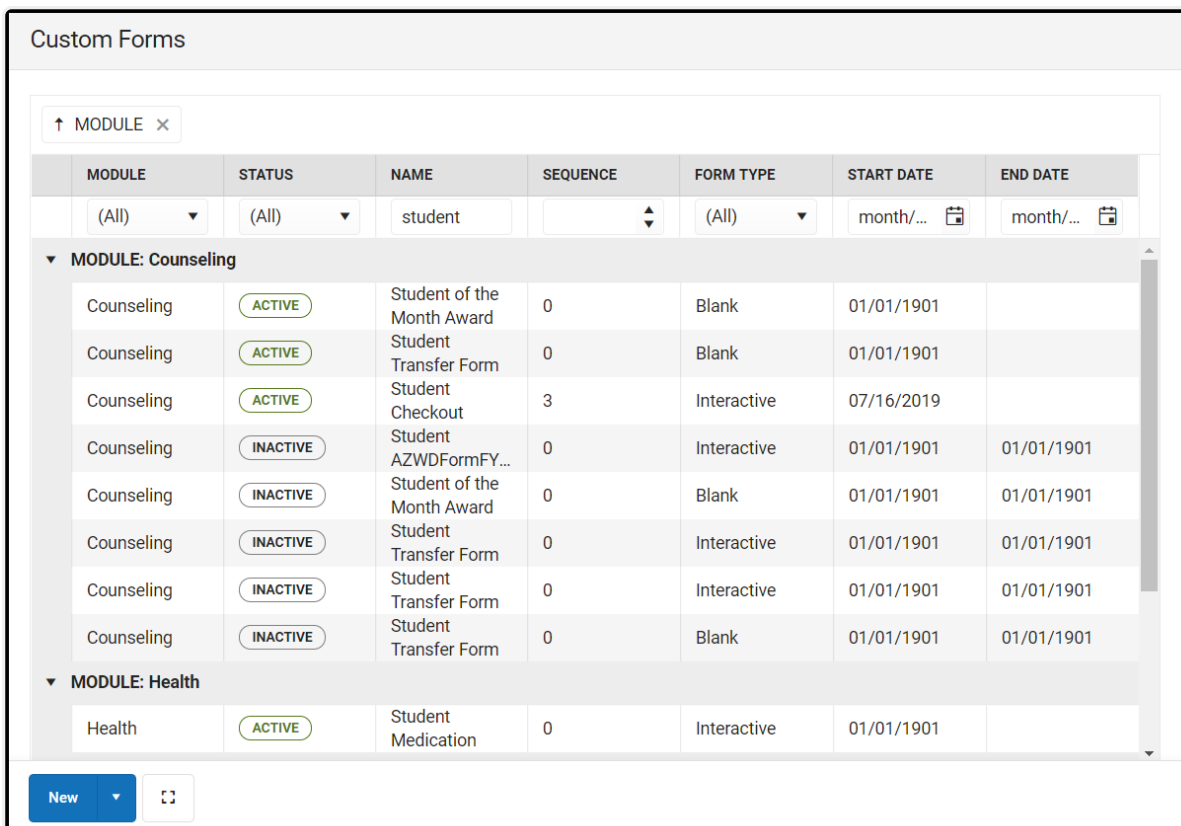 Custom Forms
↑ MODULE ×
MODULE STATUS NAME SEQUENCE FORM TYPE START DATE END DATE
(All) (All) student (All) month/... month/...
MODULE: Counseling
Counseling ACTIVE Student of the Month Award 0 Blank 01/01/1901
Counseling ACTIVE Student Transfer Form 0 Blank 01/01/1901
Counseling ACTIVE Student Checkout 3 Interactive 07/16/2019
Counseling INACTIVE Student AZWDFormFY... 0 Interactive 01/01/1901 01/01/1901
Counseling INACTIVE Student of the Month Award 0 Blank 01/01/1901 01/01/1901
Counseling INACTIVE Student Transfer Form 0 Interactive 01/01/1901 01/01/1901
Counseling INACTIVE Student Transfer Form 0 Interactive 01/01/1901 01/01/1901
Counseling INACTIVE Student Transfer Form 0 Blank 01/01/1901 01/01/1901
MODULE: Health
Health ACTIVE Student Medication 0 Interactive 01/01/1901
New